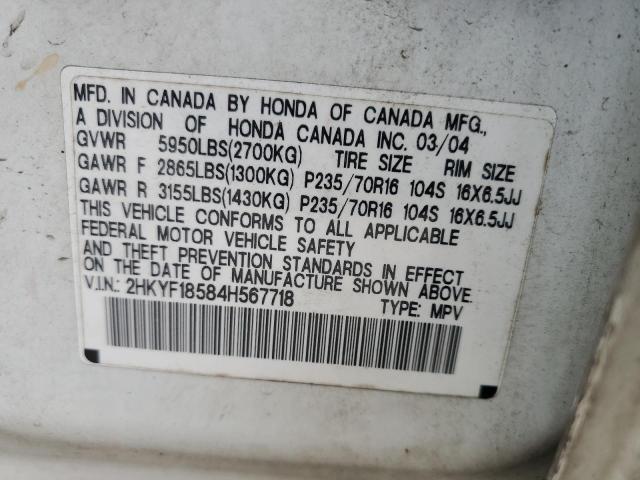 MFD. IN CANADA BY HONDA OF CANADA MFG.,
A DIVISION OF HONDA CANADA INC. 03/04
GVWR 5950LBS(2700KG) TIRE SIZE RIM SIZE
GAWR F 2865LBS(1300KG) P235/70R16 104S 16X6.5JJ
GAWR R 3155LBS(1430KG) P235/70R16 104S 16X6.5JJ
THIS VEHICLE CONFORMS TO ALL APPLICABLE
FEDERAL MOTOR VEHICLE SAFETY
AND THEFT PREVENTION STANDARDS IN EFFECT
ON THE DATE OF MANUFACTURE SHOWN ABOVE.
V.I.N.: 2HKYF18584H567718 TYPE: MPV